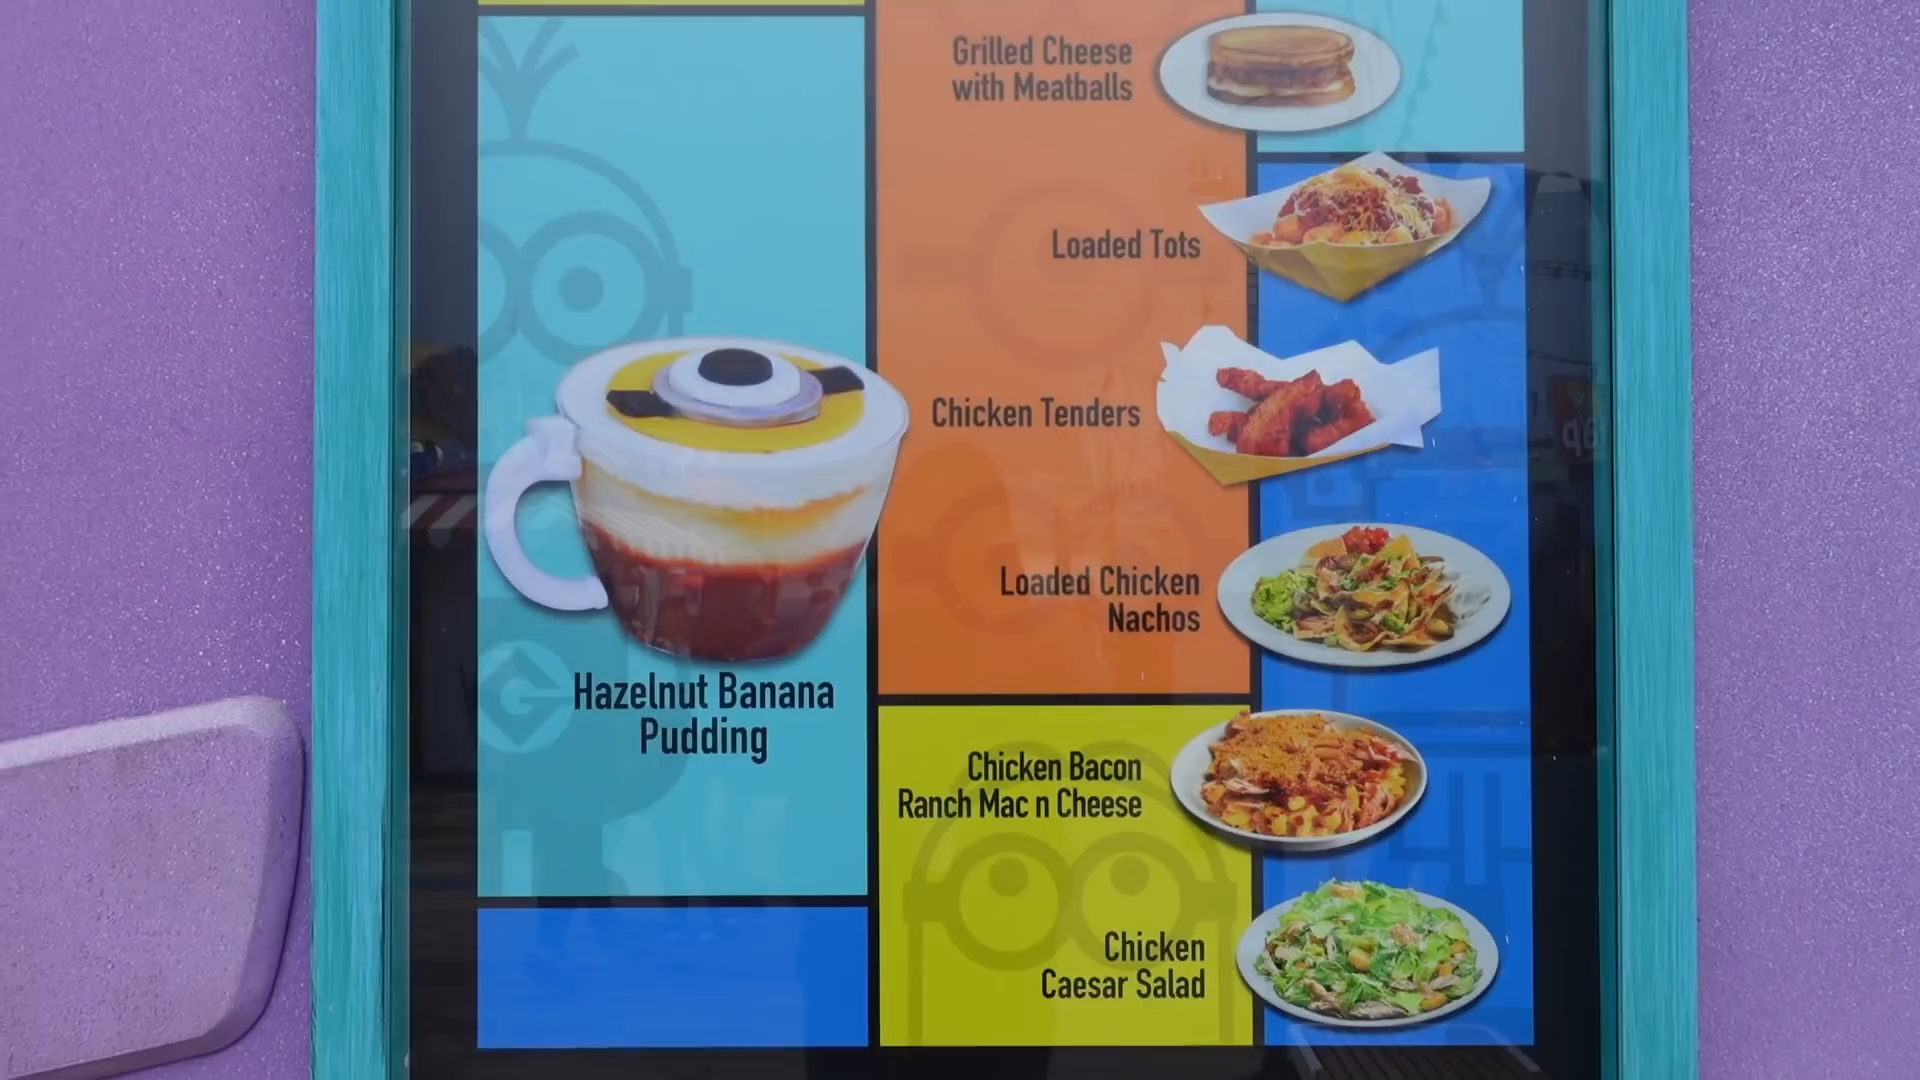 Grilled Cheese
with Meatballs
Loaded Tots
Chicken Tenders
Loaded Chicken
Nachos
Hazelnut Banana
Pudding
Chicken Bacon
Ranch Mac n Cheese
Chicken
Caesar Salad